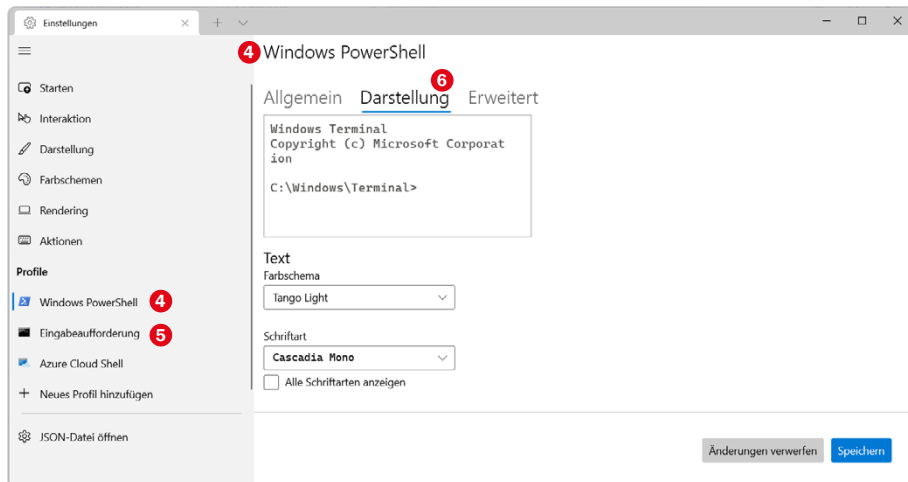 Einstellungen
4 Windows PowerShell
6
Allgemein Darstellung Erweitert
Windows Terminal
Copyright (c) Microsoft Corporat
ion
C:\Windows\Terminal>
Text
Farbschema
Tango Light
Schriftart
Cascadia Mono
Alle Schriftarten anzeigen
Starten
Interaktion
Darstellung
Farbschemen
Rendering
Aktionen
Profile
Windows PowerShell 4
Eingabeaufforderung 5
Azure Cloud Shell
Neues Profil hinzufügen
JSON-Datei öffnen
Änderungen verwerfen Speichern